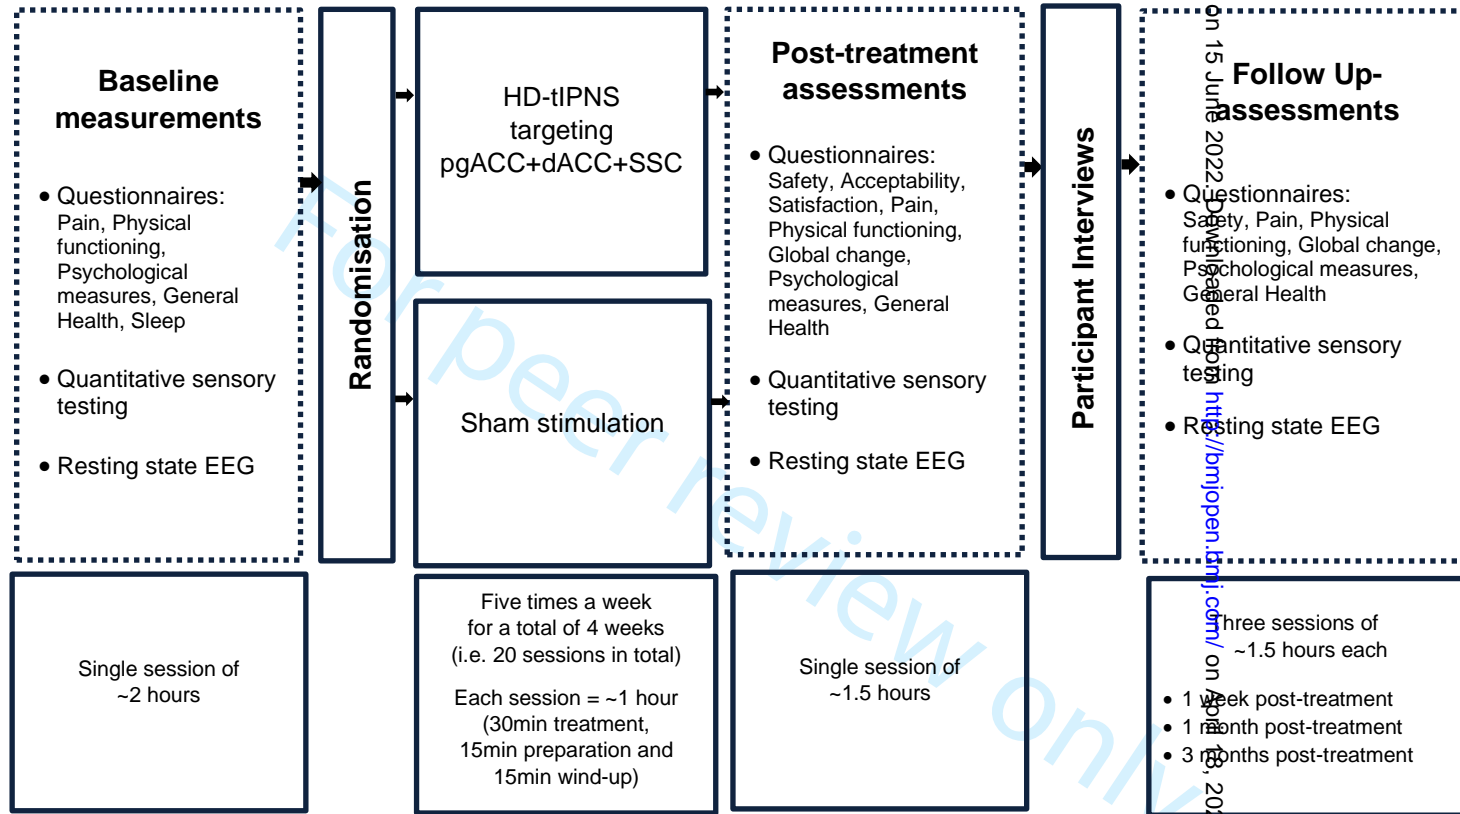 Baseline
measurements
• Questionnaires:
Pain, Physical
functioning,
Psychological
measures, General
Health, Sleep
• Quantitative sensory
testing
• Resting state EEG
Single session of
~2 hours
Randomisation
HD-tIPNS
targeting
pgACC+dACC+SSC
Sham stimulation
Five times a week
for a total of 4 weeks
(i.e. 20 sessions in total)
Each session = ~1 hour
(30min treatment,
15min preparation and
15min wind-up)
Post-treatment
assessments
• Questionnaires:
Safety, Acceptability,
Satisfaction, Pain,
Physical functioning,
Global change,
Psychological
measures, General
Health
• Quantitative sensory
testing
• Resting state EEG
Single session of
~1.5 hours
Participant Interviews
Follow Up-
assessments
• Questionnaires:
Safety, Pain, Physical
functioning, Global change,
Psychological measures,
General Health
• Quantitative sensory
testing
• Resting state EEG
Three sessions of
~1.5 hours each
• 1 week post-treatment
• 1 month post-treatment
• 3 months post-treatment
For peer review only
on 15 June 2022. Downloaded from http://bmjopen.bmj.com/ on April 18,